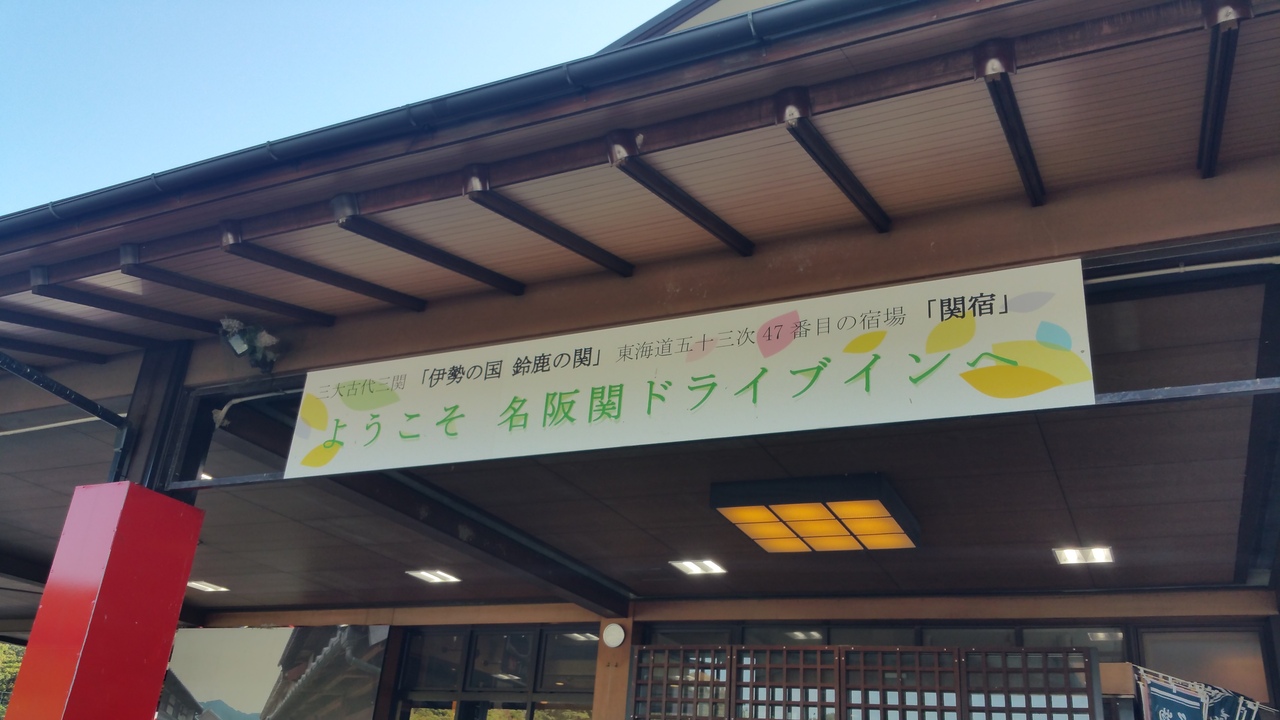 三大古代三関 「伊勢の国 鈴鹿の関」 東海道五十三次 47番目の宿場 「関宿」
ようこそ 名阪関ドライブインへ